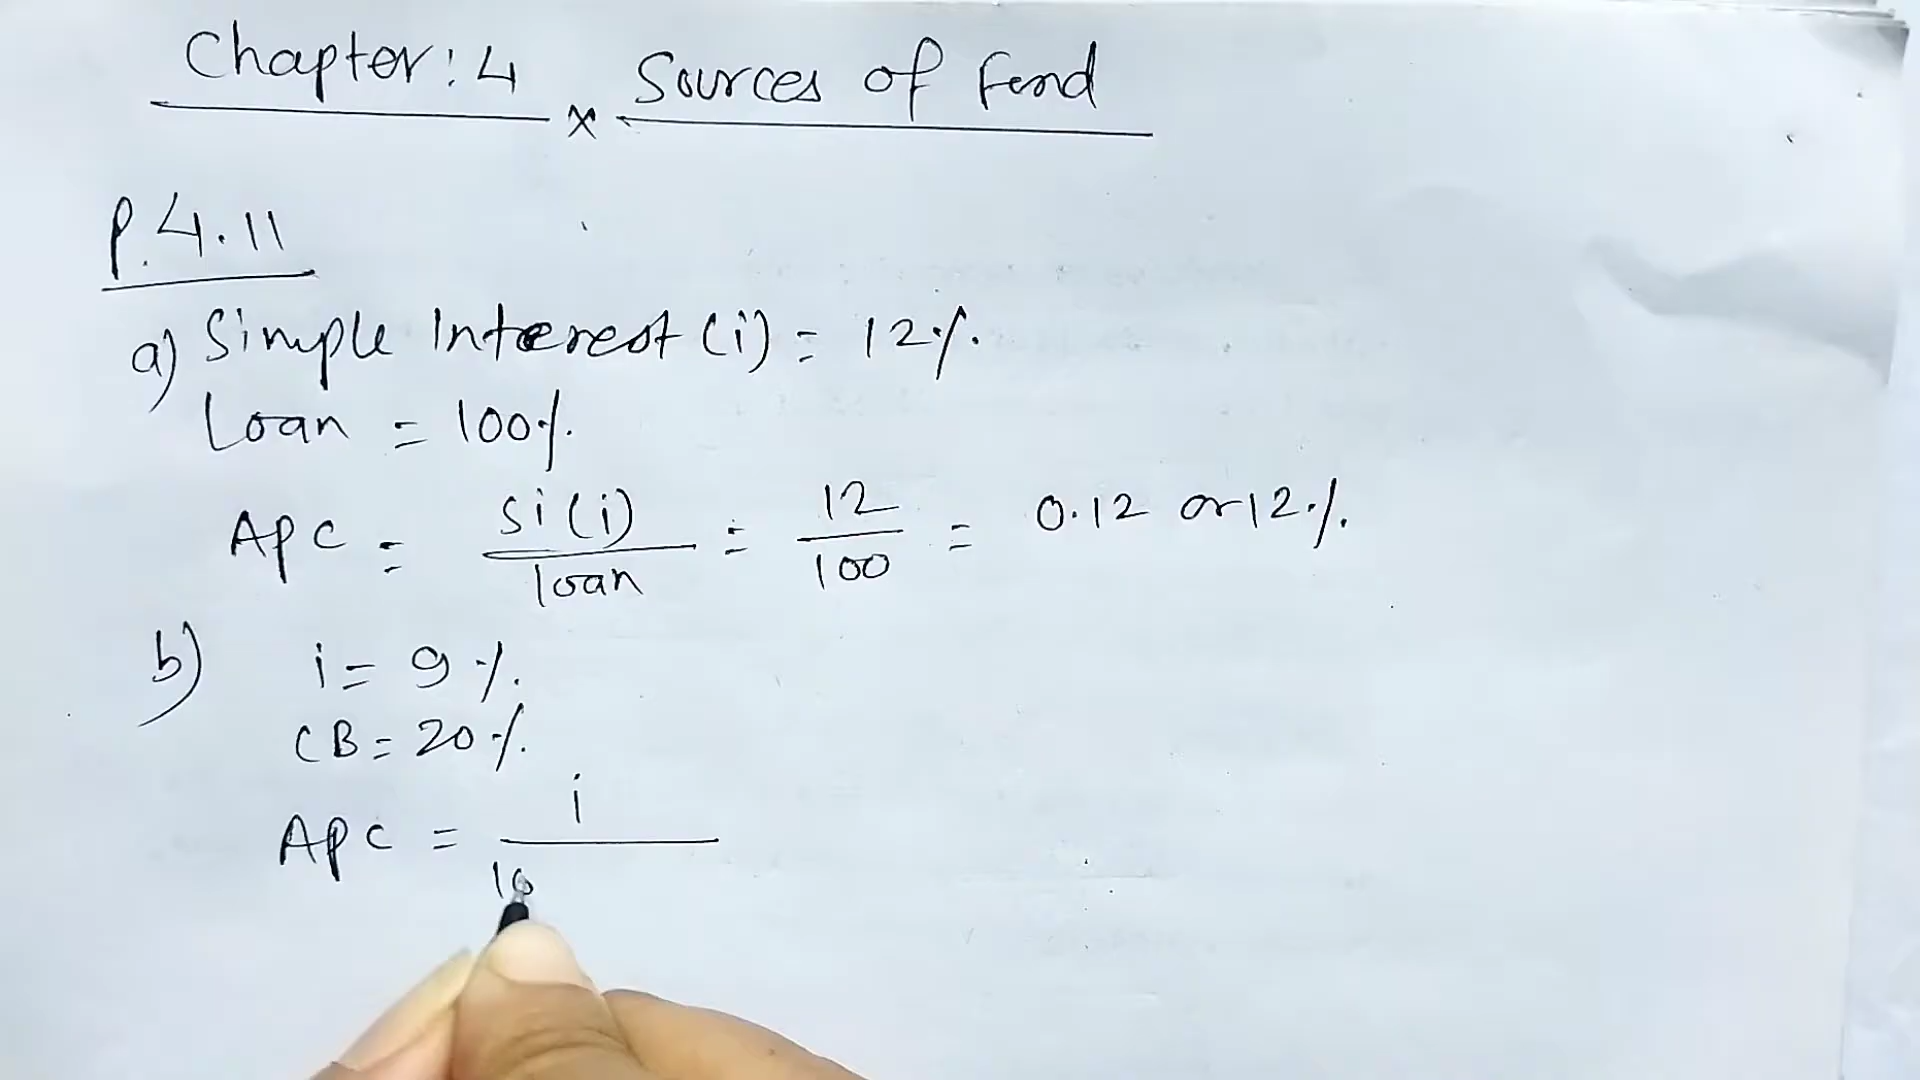 Chapter: 4 x Sources of Fund
P. 4.11
a) Simple Interest (i) = 12%.
Loan = 100%.
APC = Si(i)/loan = 12/100 = 0.12 or 12%.
b) i = 9%.
CB = 20%.
APC = i/10